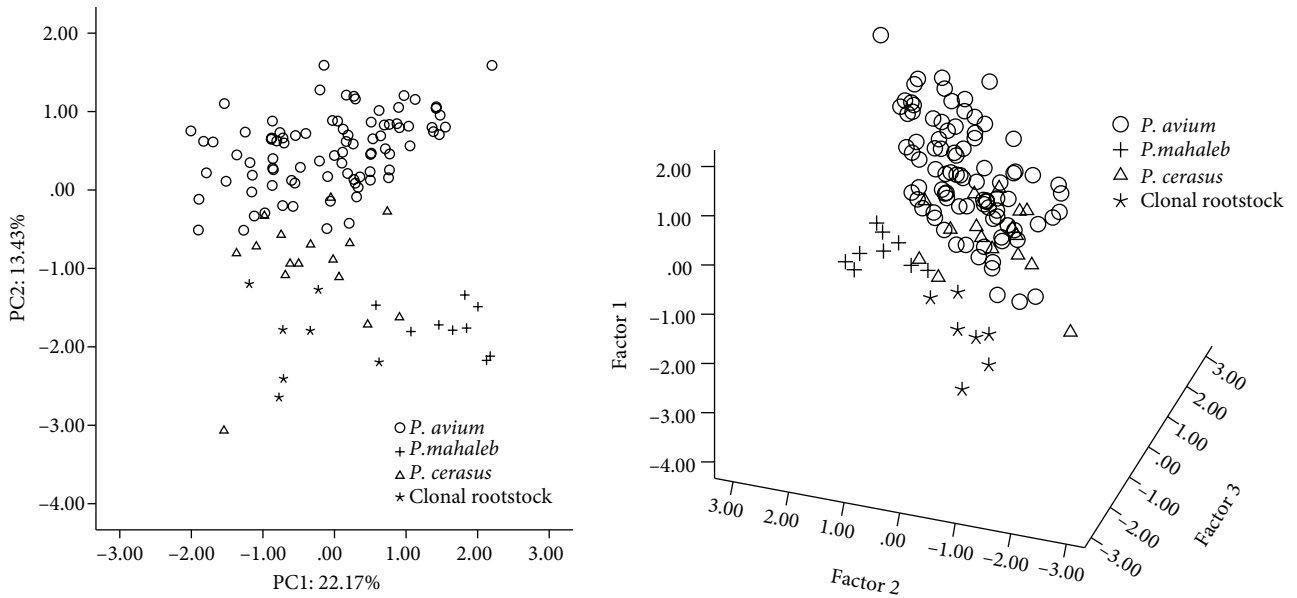 2.00
1.00
.00
−1.00
−2.00
−3.00
−4.00
PC2: 13.43%
−3.00 −2.00 −1.00 .00 1.00 2.00 3.00
PC1: 22.17%
P. avium
P.mahaleb
P. cerasus
Clonal rootstock
2.00
1.00
.00
−1.00
−2.00
−3.00
−4.00
Factor 1
3.00 2.00 1.00 .00 −1.00 −2.00 −3.00
Factor 2
3.00
2.00
1.00
.00
−1.00
−2.00
−3.00
Factor 3
P. avium
P.mahaleb
P. cerasus
Clonal rootstock